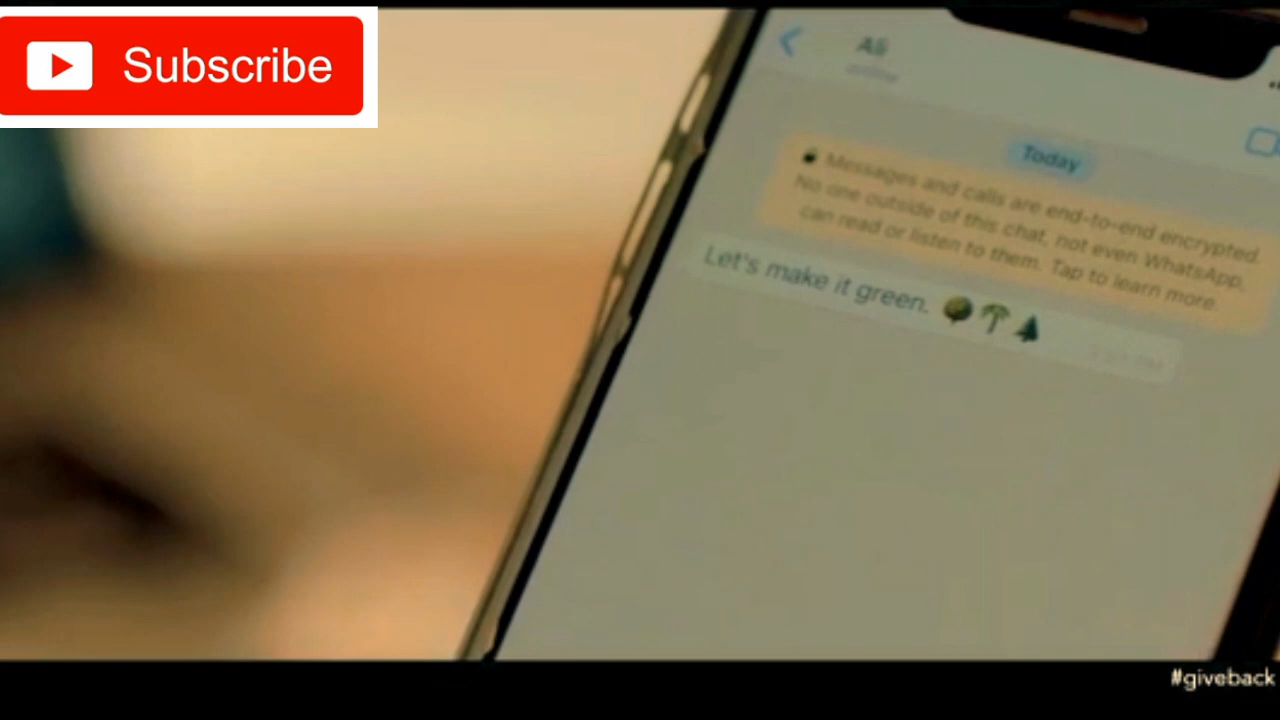 Subscribe
Ali
online
Today
Messages and calls are end-to-end encrypted.
No one outside of this chat, not even WhatsApp,
can read or listen to them. Tap to learn more.
Let's make it green.
#giveback